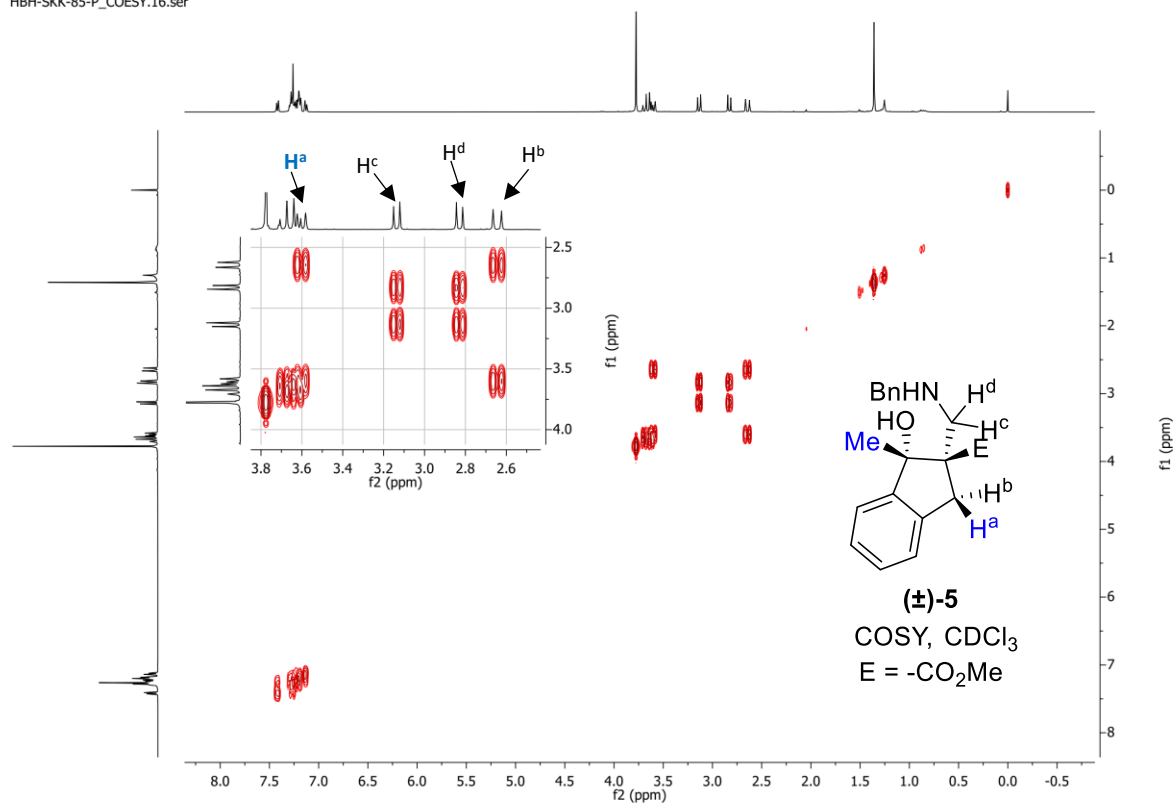 HBH-SKK-85-P_COESY.16.ser
Hᵃ
Hᶜ
Hᵈ
Hᵇ
2.5
3.0
3.5
4.0
f1 (ppm)
3.8 3.4 3.2 3.0 2.8 2.6
f2 (ppm)
0
1
2
3
4
5
6
7
8
f1 (ppm)
BnHN
Hᵈ
HO
Hᶜ
Me
E
Hᵇ
Hᵃ
(±)-5
COSY, CDCl₃
E = -CO₂Me
8.0 7.5 7.0 6.5 6.0 5.5 5.0 4.5 4.0 3.5 3.0 2.5 2.0 1.5 1.0 0.5 0.0 -0.5
f2 (ppm)